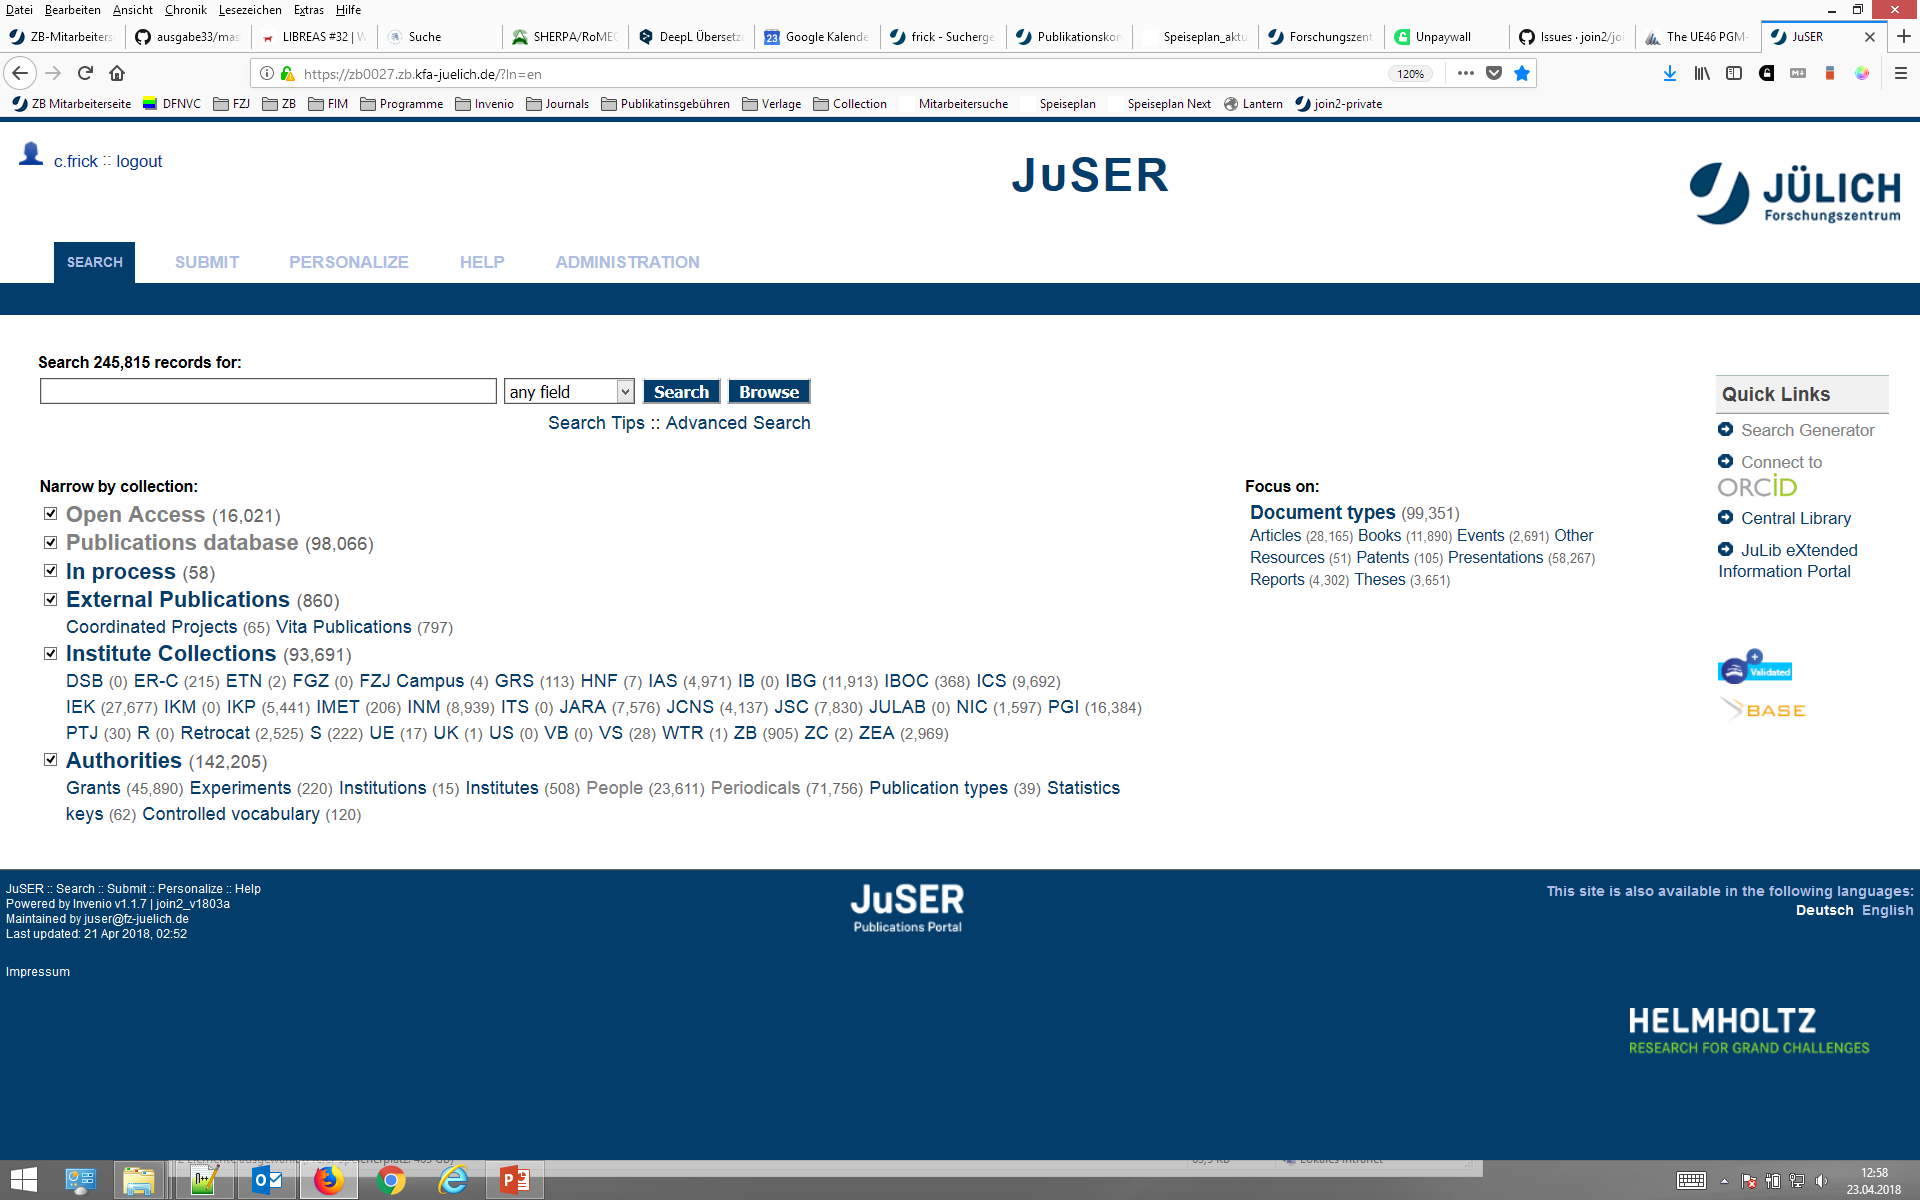 Datei Bearbeiten Ansicht Chronik Lesezeichen Extras Hilfe
ZB-Mitarbeiters ausgabe33/mas LIBREAS #32 | W Suche SHERPA/RoMEO DeepL Übersetz Google Kalende frick - Sucherge Publikationskon Speiseplan_aktu Forschungszent Unpaywall Issues · join2/joi The UE46 PGM- JuSER
https://zb0027.zb.kfa-juelich.de/?ln=en 120%
ZB Mitarbeiterseite DFNVC FZJ ZB FIM Programme Invenio Journals Publikatinsgebühren Verlage Collection Mitarbeitersuche Speiseplan Speiseplan Next Lantern join2-private
c.frick :: logout
JuSER
JÜLICH
Forschungszentrum
SEARCH SUBMIT PERSONALIZE HELP ADMINISTRATION
Search 245,815 records for:
any field Search Browse
Search Tips :: Advanced Search
Narrow by collection:
Open Access (16,021)
Publications database (98,066)
In process (58)
External Publications (860)
Coordinated Projects (65) Vita Publications (797)
Institute Collections (93,691)
DSB (0) ER-C (215) ETN (2) FGZ (0) FZJ Campus (4) GRS (113) HNF (7) IAS (4,971) IB (0) IBG (11,913) IBOC (368) ICS (9,692)
IEK (27,677) IKM (0) IKP (5,441) IMET (206) INM (8,939) ITS (0) JARA (7,576) JCNS (4,137) JSC (7,830) JULAB (0) NIC (1,597) PGI (16,384)
PTJ (30) R (0) Retrocat (2,525) S (222) UE (17) UK (1) US (0) VB (0) VS (28) WTR (1) ZB (905) ZC (2) ZEA (2,969)
Authorities (142,205)
Grants (45,890) Experiments (220) Institutions (15) Institutes (508) People (23,611) Periodicals (71,756) Publication types (39) Statistics
keys (62) Controlled vocabulary (120)
Focus on:
Document types (99,351)
Articles (28,165) Books (11,890) Events (2,691) Other
Resources (51) Patents (105) Presentations (58,267)
Reports (4,302) Theses (3,651)
Quick Links
Search Generator
Connect to
ORCiD
Central Library
JuLib eXtended
Information Portal
Validated
BASE
JuSER :: Search :: Submit :: Personalize :: Help
Powered by Invenio v1.1.7 | join2_v1803a
Maintained by juser@fz-juelich.de
Last updated: 21 Apr 2018, 02:52
Impressum
JuSER
Publications Portal
This site is also available in the following languages:
Deutsch English
HELMHOLTZ
RESEARCH FOR GRAND CHALLENGES
12:58
23.04.2018